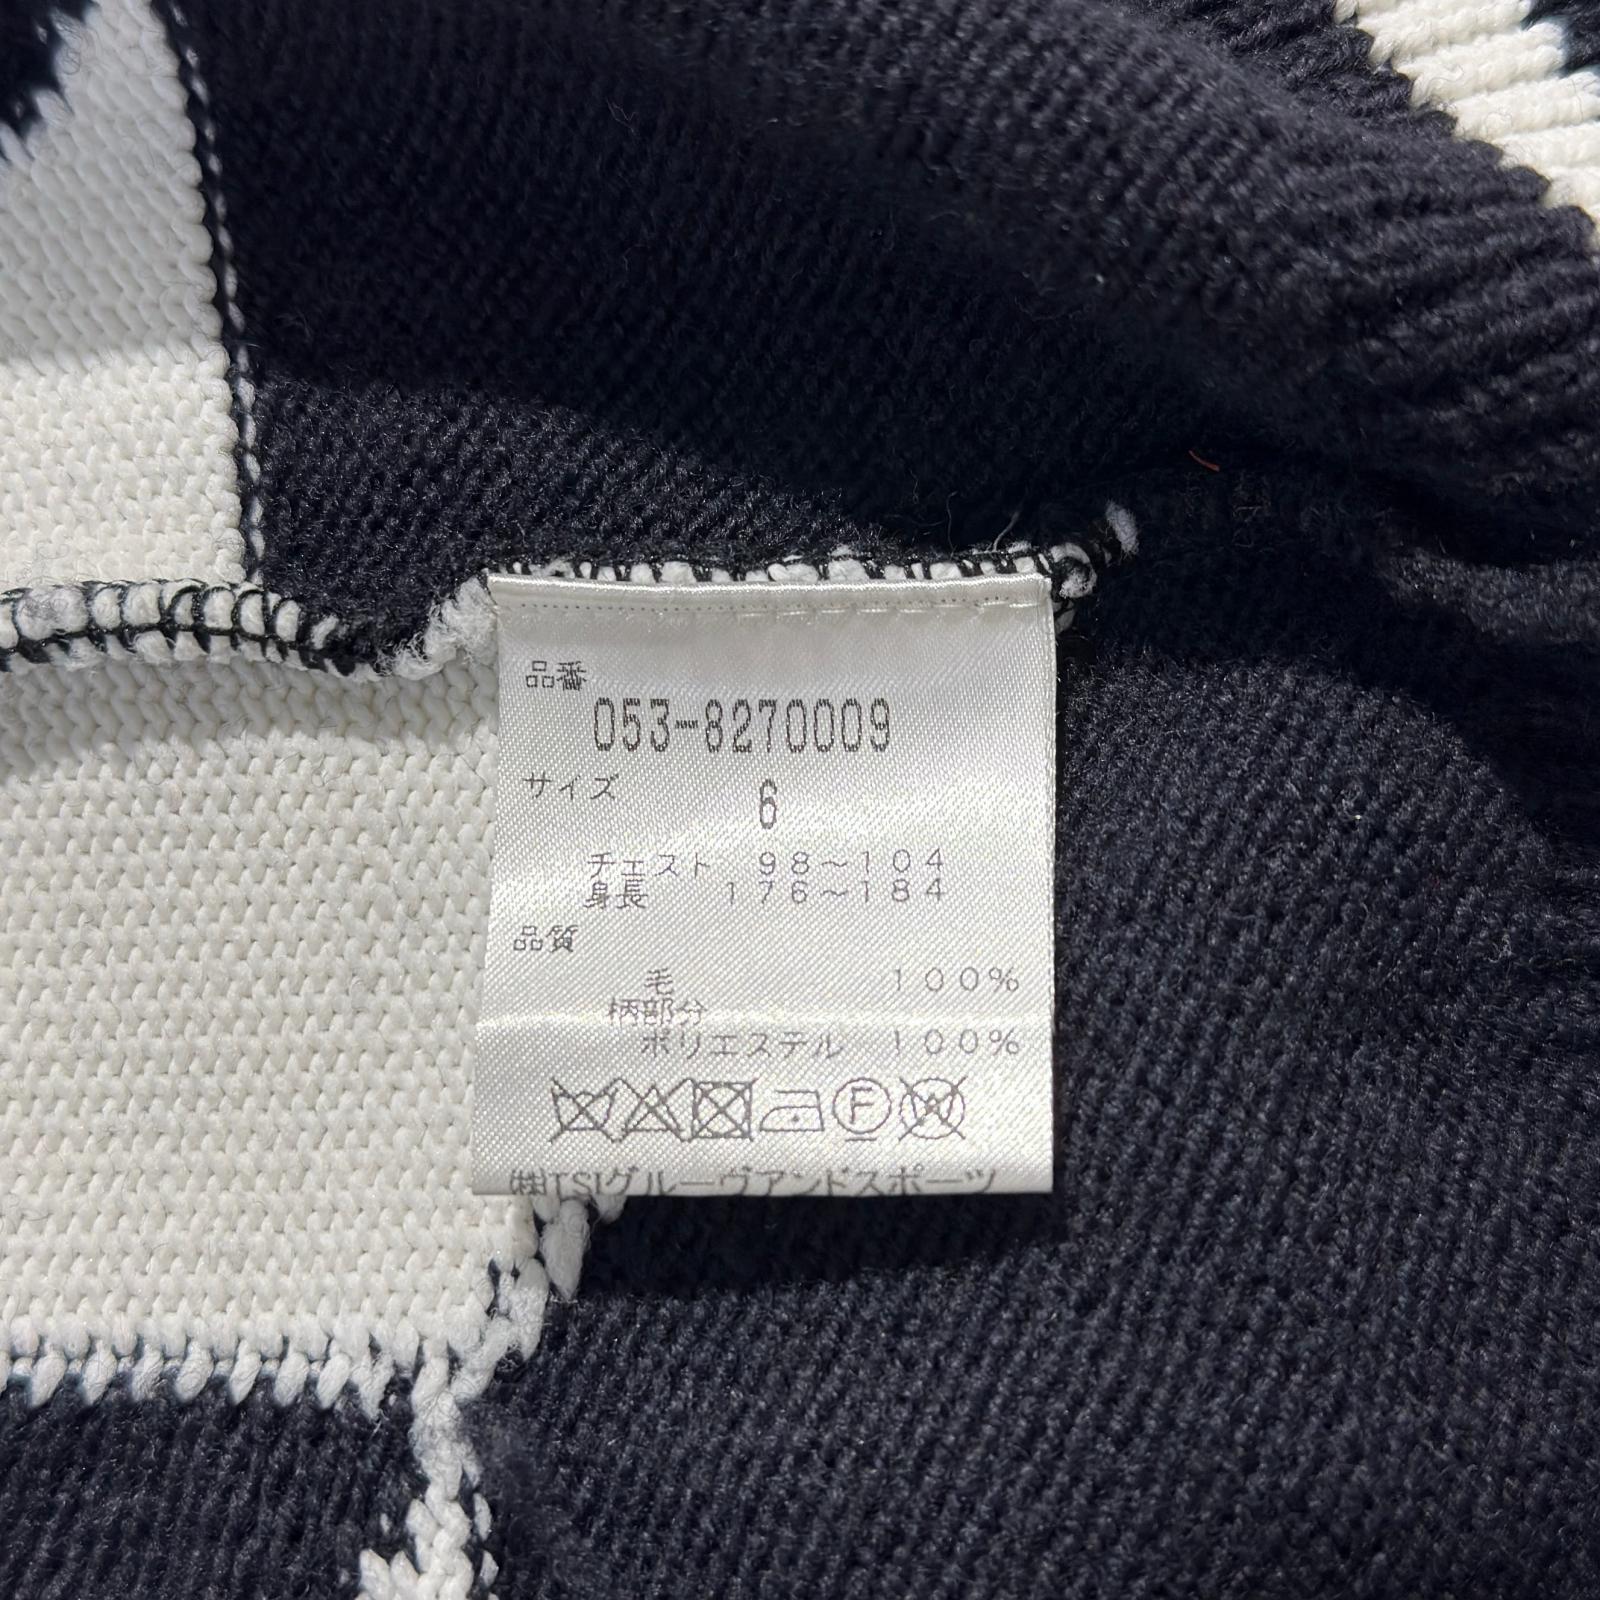 品番
053-8270009
サイズ 6
チェスト 98～104
身長 176～184
品質
毛 100%
柄部分
ポリエステル 100%
F W
㈱TSIグルーヴアンドスポーツ